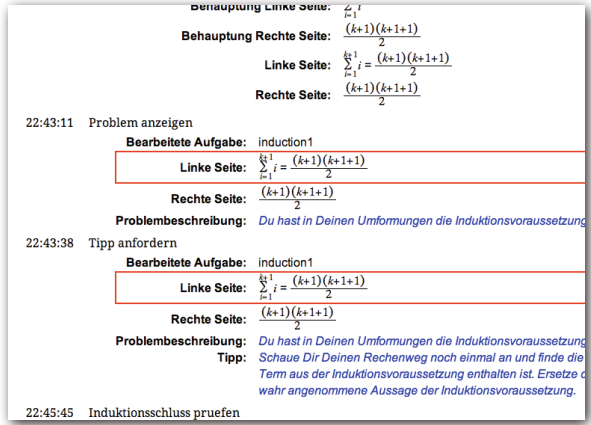 Behauptung Linke Seite: ∑ i i=1
Behauptung Rechte Seite: (k+1)(k+1+1) / 2
Linke Seite: k+1 ∑ i=1 i = (k+1)(k+1+1) / 2
Rechte Seite: (k+1)(k+1+1) / 2
22:43:11 Problem anzeigen
Bearbeitete Aufgabe: induction1
Linke Seite: k+1 ∑ i=1 i = (k+1)(k+1+1) / 2
Rechte Seite: (k+1)(k+1+1) / 2
Problembeschreibung: Du hast in Deinen Umformungen die Induktionsvoraussetzung
22:43:38 Tipp anfordern
Bearbeitete Aufgabe: induction1
Linke Seite: k+1 ∑ i=1 i = (k+1)(k+1+1) / 2
Rechte Seite: (k+1)(k+1+1) / 2
Problembeschreibung: Du hast in Deinen Umformungen die Induktionsvoraussetzung
Tipp: Schaue Dir Deinen Rechenweg noch einmal an und finde die
Term aus der Induktionsvoraussetzung enthalten ist. Ersetze
wahr angenommene Aussage der Induktionsvoraussetzung.
22:45:45 Induktionsschluss pruefen